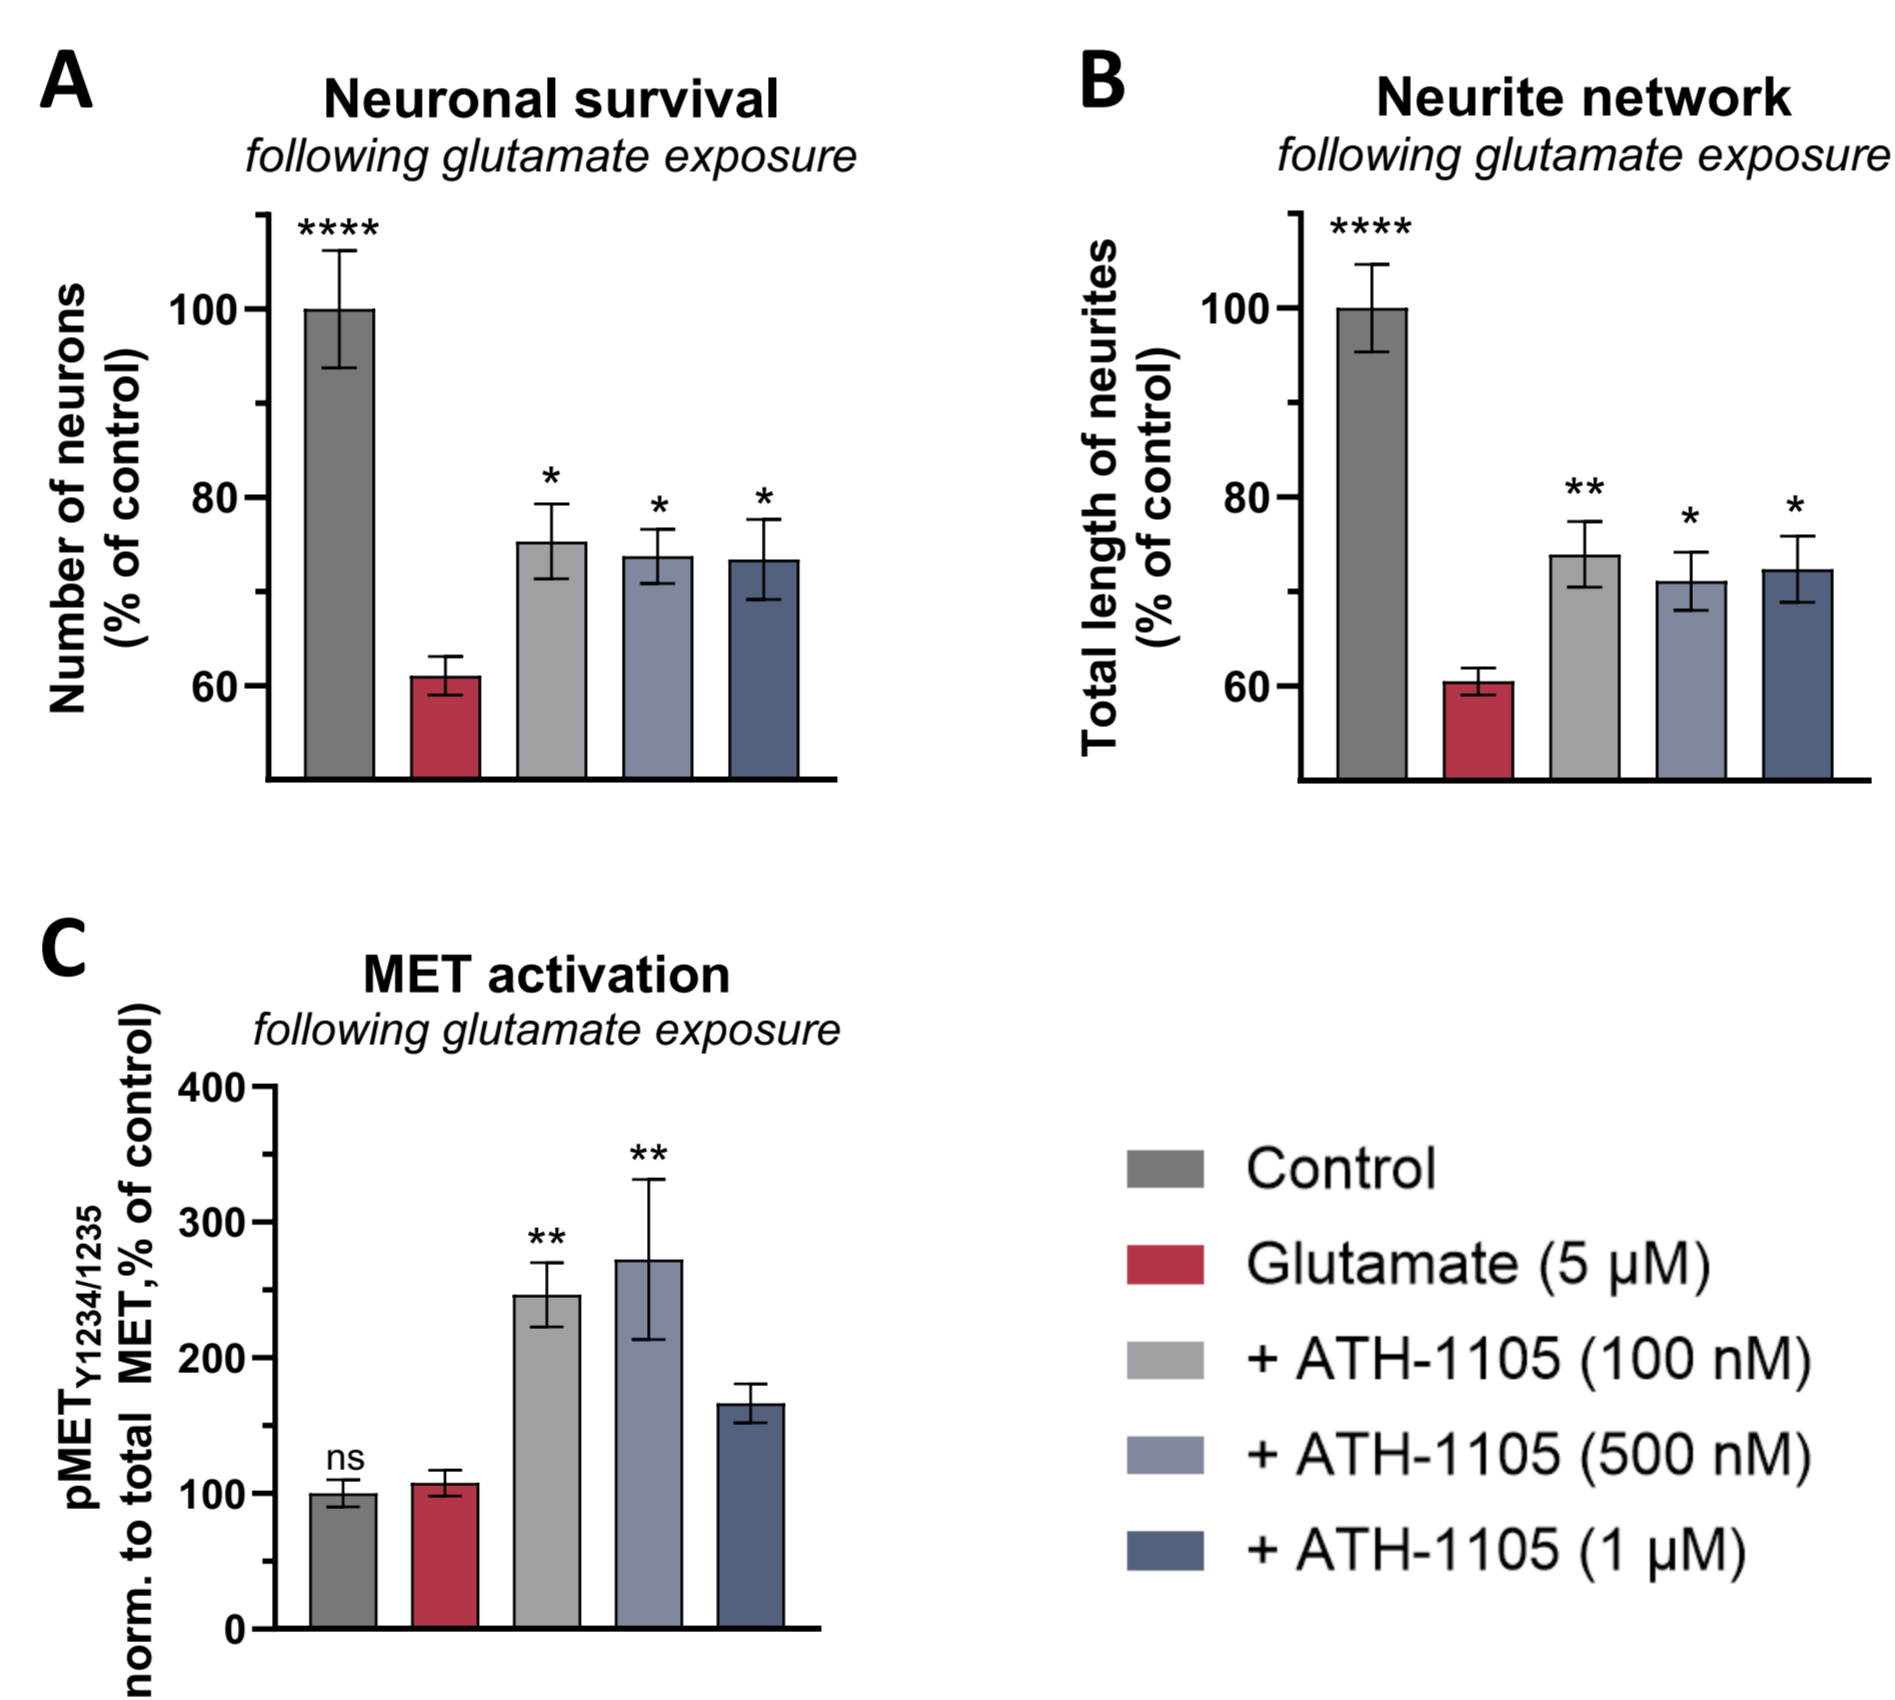 A
Neuronal survival
following glutamate exposure
Number of neurons
(% of control)
100
80
60
****
*
*
*
B
Neurite network
following glutamate exposure
Total length of neurites
(% of control)
100
80
60
****
**
*
*
C
MET activation
following glutamate exposure
pMETY1234/1235
norm. to total MET,% of control)
400
300
200
100
0
ns
**
**
Control
Glutamate (5 µM)
+ ATH-1105 (100 nM)
+ ATH-1105 (500 nM)
+ ATH-1105 (1 µM)